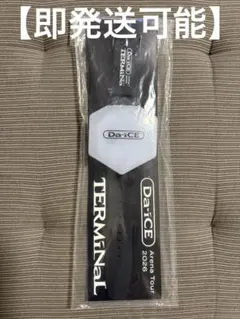 【即発送可能】
Da-iCE
TERMiNaL
Da-iCE
Da-iCE
Arena Tour
2026
TERMiNaL